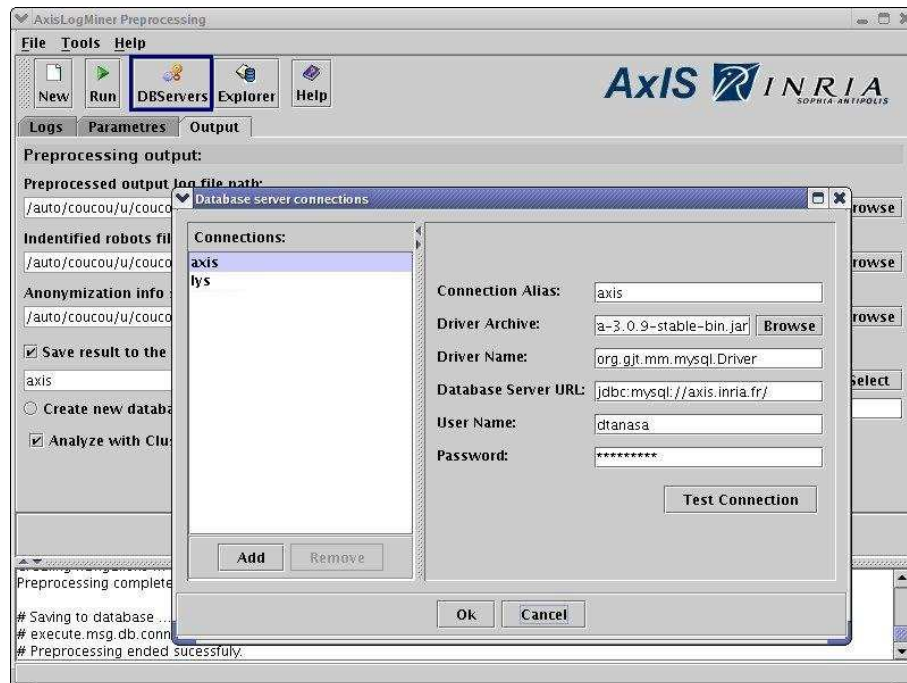 AxisLogMiner Preprocessing
File Tools Help
New Run DBServers Explorer Help
AxIS INRIA
SOPHIA-ANTIPOLIS
Logs Parametres Output
Preprocessing output:
Preprocessed output log file path:
/auto/coucou/u/couco
rowse
Indentified robots fil
/auto/coucou/u/couco
rowse
Anonymization info
/auto/coucou/u/couco
rowse
Save result to the
axis
Select
Create new databa
Analyze with Clu
Database server connections
Connections:
axis
lys
Add Remove
Connection Alias: axis
Driver Archive: a-3.0.9-stable-bin.jar Browse
Driver Name: org.gjt.mm.mysql.Driver
Database Server URL: jdbc:mysql://axis.inria.fr/
User Name: dtanasa
Password: *********
Test Connection
Ok Cancel
Preprocessing complete
# Saving to database ...
# execute.msg.db.conn
# Preprocessing ended sucessfuly.